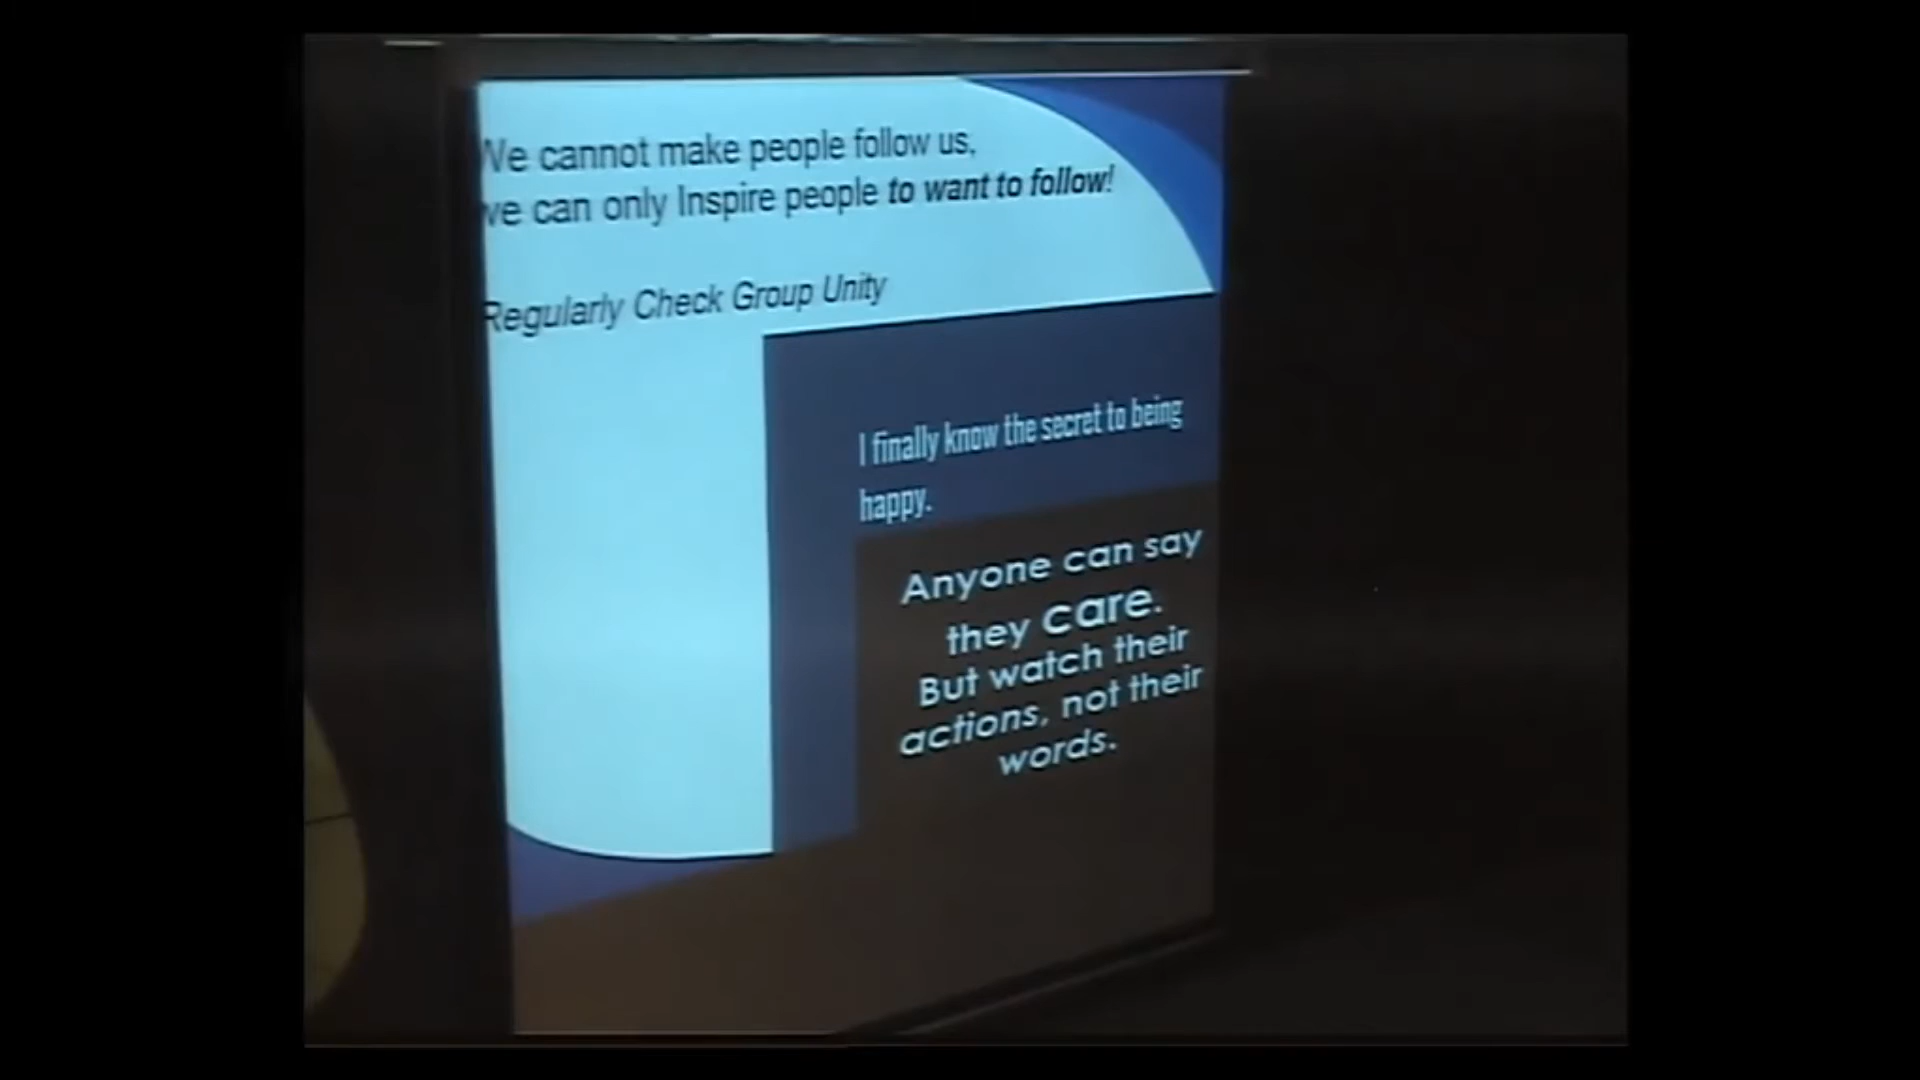 We cannot make people follow us,
we can only Inspire people to want to follow!
Regularly Check Group Unity
I finally know the secret to being
happy.
Anyone can say
they care.
But watch their
actions, not their
words.